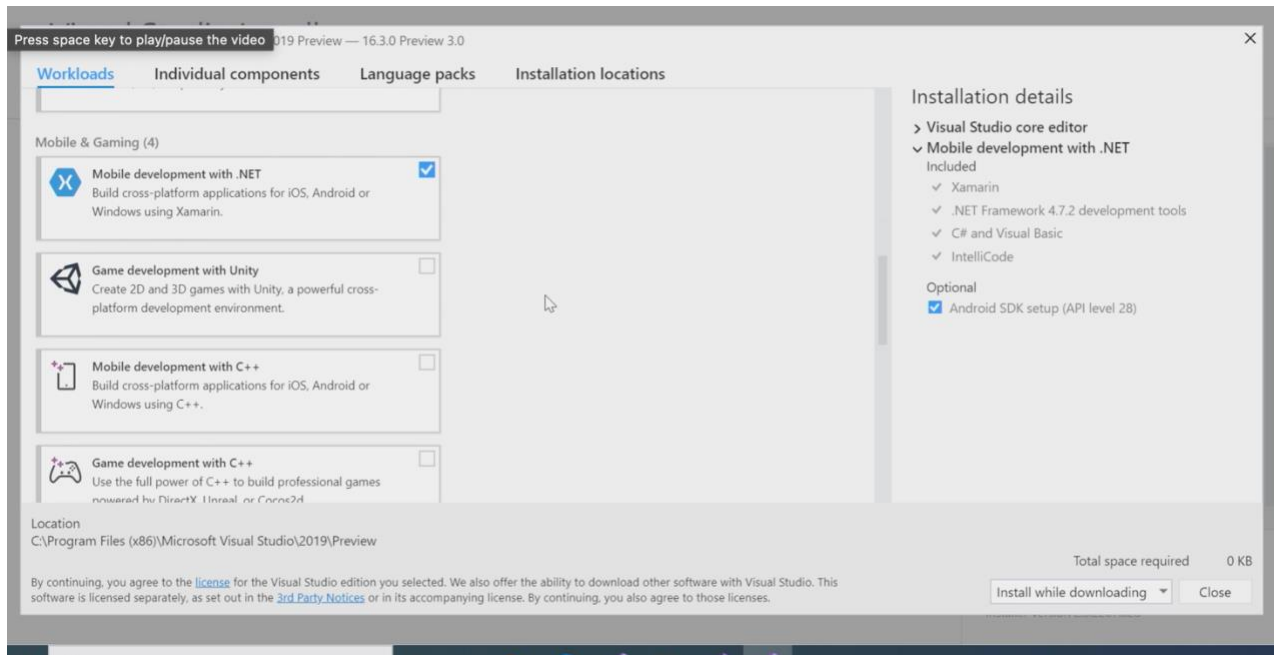 Press space key to play/pause the video
019 Preview — 16.3.0 Preview 3.0
Workloads Individual components Language packs Installation locations
Mobile & Gaming (4)
Mobile development with .NET
Build cross-platform applications for iOS, Android or
Windows using Xamarin.
Game development with Unity
Create 2D and 3D games with Unity, a powerful cross-
platform development environment.
Mobile development with C++
Build cross-platform applications for iOS, Android or
Windows using C++.
Game development with C++
Use the full power of C++ to build professional games
powered by DirectX, Unreal, or Cocos2d
Installation details
Visual Studio core editor
Mobile development with .NET
Included
Xamarin
.NET Framework 4.7.2 development tools
C# and Visual Basic
IntelliCode
Optional
Android SDK setup (API level 28)
Location
C:\Program Files (x86)\Microsoft Visual Studio\2019\Preview
By continuing, you agree to the license for the Visual Studio edition you selected. We also offer the ability to download other software with Visual Studio. This
software is licensed separately, as set out in the 3rd Party Notices or in its accompanying license. By continuing, you also agree to those licenses.
Total space required 0 KB
Install while downloading Close